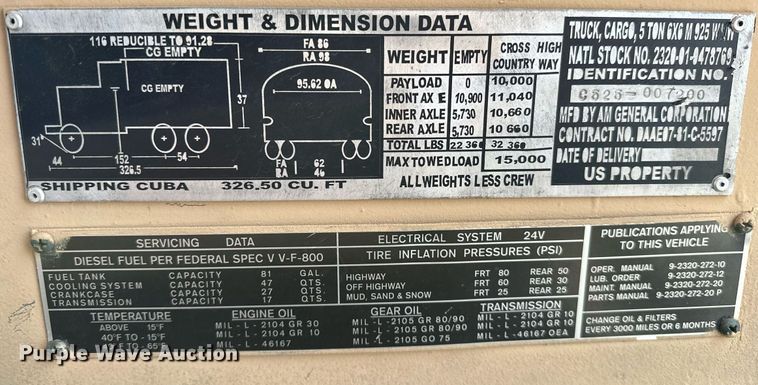 WEIGHT & DIMENSION DATA
116 REDUCIBLE TO 91.28
CG EMPTY
CG EMPTY
37
31°
44
152
54
326.5
FA 86
RA 98
95.62 OA
FA 62
RA 46
SHIPPING CUBA 326.50 CU. FT
WEIGHT EMPTY CROSS COUNTRY HIGH WAY
PAYLOAD 0 10,000
FRONT AX E 10,900 11,040
INNER AXLE 5,730 10,660
REAR AXLE 5,730 10 660
TOTAL LBS 22 360 32 360
MAX TOWED LOAD 15,000
ALL WEIGHTS LESS CREW
TRUCK, CARGO, 5 TON 6X6 M 925 W
NATL STOCK NO. 2320-01-0478769
IDENTIFICATION NO.
C523-007200
MFD BY AM GENERAL CORPORATION
CONTRACT NO. DAAE07-81-C-5597
DATE OF DELIVERY
US PROPERTY
SERVICING DATA
DIESEL FUEL PER FEDERAL SPEC V V-F-800
FUEL TANK CAPACITY 81 GAL.
COOLING SYSTEM CAPACITY 47 QTS.
CRANKCASE CAPACITY 27 QTS.
TRANSMISSION CAPACITY 17 QTS.
ELECTRICAL SYSTEM 24V
TIRE INFLATION PRESSURES (PSI)
HIGHWAY FRT 80 REAR 50
OFF HIGHWAY FRT 60 REAR 30
MUD, SAND & SNOW FRT 25 REAR 25
TEMPERATURE ENGINE OIL GEAR OIL TRANSMISSION
ABOVE 15°F MIL - L - 2104 GR 30 MIL - L - 2105 GR 80/90 MIL - L - 2104 GR 10
40°F TO - 15°F MIL - L - 2104 GR 10 MIL - L - 2105 GR 80/90 MIL - L - 2104 GR 10
°F TO - 65°F MIL - L - 46167 MIL - L - 2105 GO 75 MIL - L - 46167 OEA
PUBLICATIONS APPLYING
TO THIS VEHICLE
OPER. MANUAL 9-2320-272-10
LUB. ORDER 9-2320-272-12
MAINT. MANUAL 9-2320-272-20
PARTS MANUAL 9-2320-272-20 P
CHANGE OIL & FILTERS
EVERY 3000 MILES OR 6 MONTHS
Purple Wave Auction